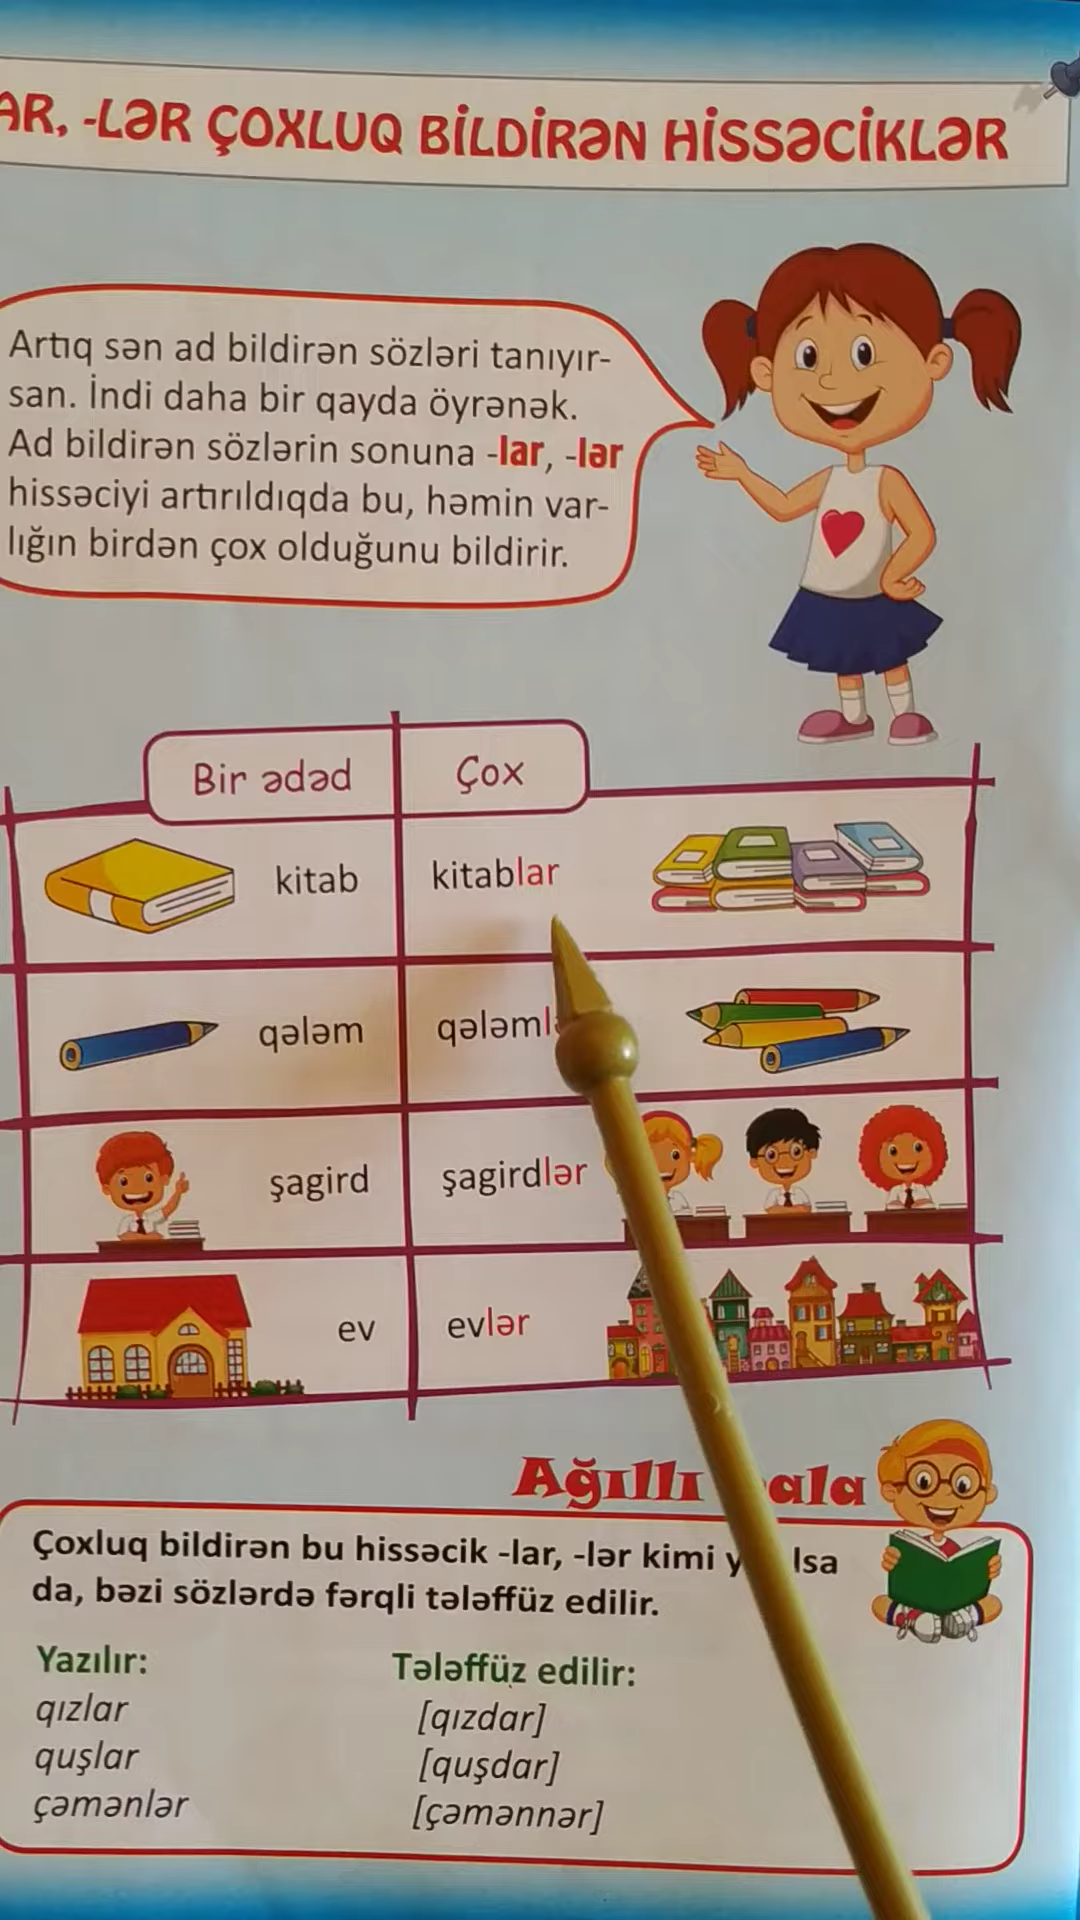 AR, -LƏR ÇOXLUQ BİLDİRƏN HİSSƏCİKLƏR
Artıq sən ad bildirən sözləri tanıyır-
san. İndi daha bir qayda öyrənək.
Ad bildirən sözlərin sonuna -lar, -lər
hissəciyi artırıldıqda bu, həmin var-
lığın birdən çox olduğunu bildirir.
Bir ədəd Çox
kitab kitablar
qələm qələml
şagird şagirdlər
ev evlər
Ağıllı ala
Çoxluq bildirən bu hissəcik -lar, -lər kimi y lsa
da, bəzi sözlərdə fərqli tələffüz edilir.
Yazılır: Tələffüz edilir:
qızlar [qızdar]
quşlar [quşdar]
çəmənlər [çəmənnər]